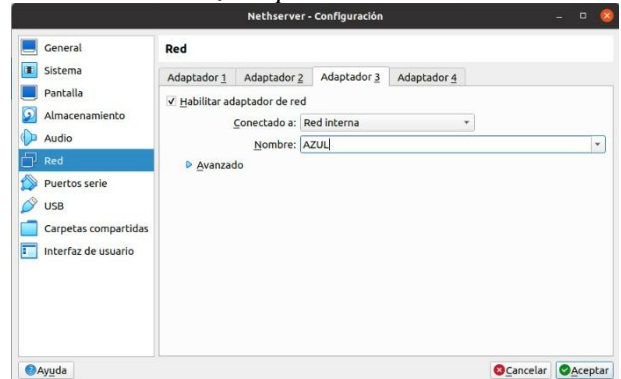 Nethserver - Configuración
General
Sistema
Pantalla
Almacenamiento
Audio
Red
Puertos serie
USB
Carpetas compartidas
Interfaz de usuario
Red
Adaptador 1 Adaptador 2 Adaptador 3 Adaptador 4
Habilitar adaptador de red
Conectado a: Red interna
Nombre: AZUL
Avanzado
Ayuda Cancelar Aceptar